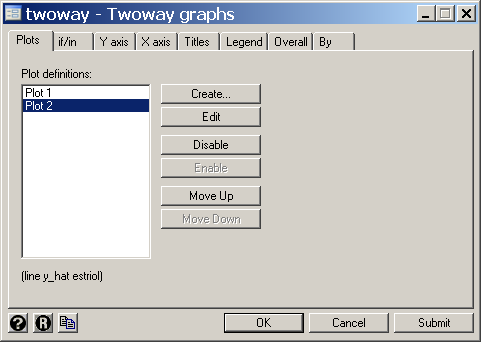 twoway - Twoway graphs
Plots if/in Y axis X axis Titles Legend Overall By
Plot definitions:
Plot 1
Plot 2
Create...
Edit
Disable
Enable
Move Up
Move Down
(line y_hat estriol)
? R OK Cancel Submit